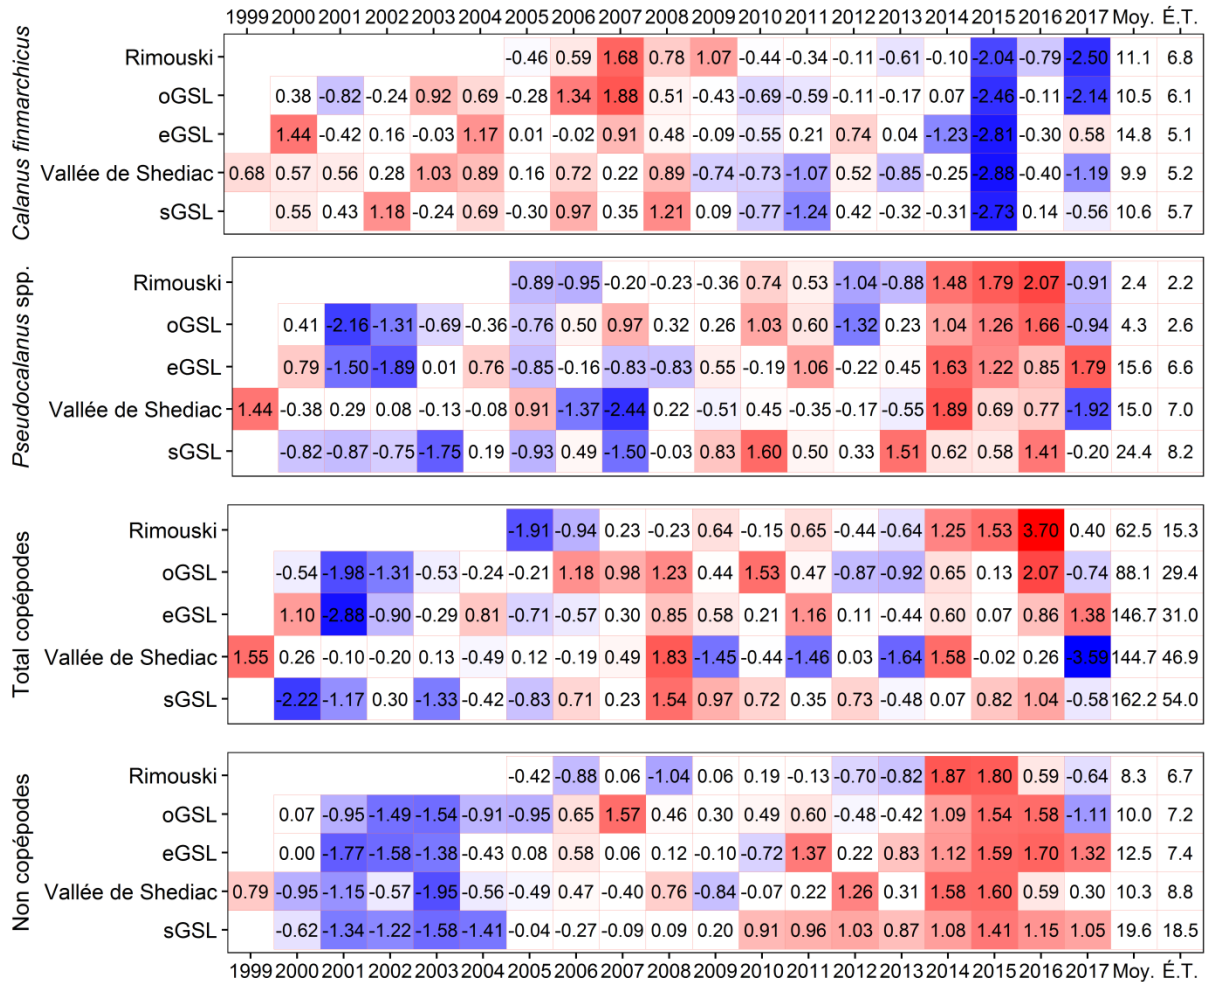 1999 2000 2001 2002 2003 2004 2005 2006 2007 2008 2009 2010 2011 2012 2013 2014 2015 2016 2017 Moy. É.T.
Calanus finmarchicus
Rimouski -0.46 0.59 1.68 0.78 1.07 -0.44 -0.34 -0.11 -0.61 -0.10 -2.04 -0.79 -2.50 11.1 6.8
oGSL 0.38 -0.82 -0.24 0.92 0.69 -0.28 1.34 1.88 0.51 -0.43 -0.69 -0.59 -0.11 -0.17 0.07 -2.46 -0.11 -2.14 10.5 6.1
eGSL 1.44 -0.42 0.16 -0.03 1.17 0.01 -0.02 0.91 0.48 -0.09 -0.55 0.21 0.74 0.04 -1.23 -2.81 -0.30 0.58 14.8 5.1
Vallée de Shediac 0.68 0.57 0.56 0.28 1.03 0.89 0.16 0.72 0.22 0.89 -0.74 -0.73 -1.07 0.52 -0.85 -0.25 -2.88 -0.40 -1.19 9.9 5.2
sGSL 0.55 0.43 1.18 -0.24 0.69 -0.30 0.97 0.35 1.21 0.09 -0.77 -1.24 0.42 -0.32 -0.31 -2.73 0.14 -0.56 10.6 5.7
Pseudocalanus spp.
Rimouski -0.89 -0.95 -0.20 -0.23 -0.36 0.74 0.53 -1.04 -0.88 1.48 1.79 2.07 -0.91 2.4 2.2
oGSL 0.41 -2.16 -1.31 -0.69 -0.36 -0.76 0.50 0.97 0.32 0.26 1.03 0.60 -1.32 0.23 1.04 1.26 1.66 -0.94 4.3 2.6
eGSL 0.79 -1.50 -1.89 0.01 0.76 -0.85 -0.16 -0.83 -0.83 0.55 -0.19 1.06 -0.22 0.45 1.63 1.22 0.85 1.79 15.6 6.6
Vallée de Shediac 1.44 -0.38 0.29 0.08 -0.13 -0.08 0.91 -1.37 -2.44 0.22 -0.51 0.45 -0.35 -0.17 -0.55 1.89 0.69 0.77 -1.92 15.0 7.0
sGSL -0.82 -0.87 -0.75 -1.75 0.19 -0.93 0.49 -1.50 -0.03 0.83 1.60 0.50 0.33 1.51 0.62 0.58 1.41 -0.20 24.4 8.2
Total copépodes
Rimouski -1.91 -0.94 0.23 -0.23 0.64 -0.15 0.65 -0.44 -0.64 1.25 1.53 3.70 0.40 62.5 15.3
oGSL -0.54 -1.98 -1.31 -0.53 -0.24 -0.21 1.18 0.98 1.23 0.44 1.53 0.47 -0.87 -0.92 0.65 0.13 2.07 -0.74 88.1 29.4
eGSL 1.10 -2.88 -0.90 -0.29 0.81 -0.71 -0.57 0.30 0.85 0.58 0.21 1.16 0.11 -0.44 0.60 0.07 0.86 1.38 146.7 31.0
Vallée de Shediac 1.55 0.26 -0.10 -0.20 0.13 -0.49 0.12 -0.19 0.49 1.83 -1.45 -0.44 -1.46 0.03 -1.64 1.58 -0.02 0.26 -3.59 144.7 46.9
sGSL -2.22 -1.17 0.30 -1.33 -0.42 -0.83 0.71 0.23 1.54 0.97 0.72 0.35 0.73 -0.48 0.07 0.82 1.04 -0.58 162.2 54.0
Non copépodes
Rimouski -0.42 -0.88 0.06 -1.04 0.06 0.19 -0.13 -0.70 -0.82 1.87 1.80 0.59 -0.64 8.3 6.7
oGSL 0.07 -0.95 -1.49 -1.54 -0.91 -0.95 0.65 1.57 0.46 0.30 0.49 0.60 -0.48 -0.42 1.09 1.54 1.58 -1.11 10.0 7.2
eGSL 0.00 -1.77 -1.58 -1.38 -0.43 0.08 0.58 0.06 0.12 -0.10 -0.72 1.37 0.22 0.83 1.12 1.59 1.70 1.32 12.5 7.4
Vallée de Shediac 0.79 -0.95 -1.15 -0.57 -1.95 -0.56 -0.49 0.47 -0.40 0.76 -0.84 -0.07 0.22 1.26 0.31 1.58 1.60 0.59 0.30 10.3 8.8
sGSL -0.62 -1.34 -1.22 -1.58 -1.41 -0.04 -0.27 -0.09 0.09 0.20 0.91 0.96 1.03 0.87 1.08 1.41 1.15 1.05 19.6 18.5
1999 2000 2001 2002 2003 2004 2005 2006 2007 2008 2009 2010 2011 2012 2013 2014 2015 2016 2017 Moy. É.T.